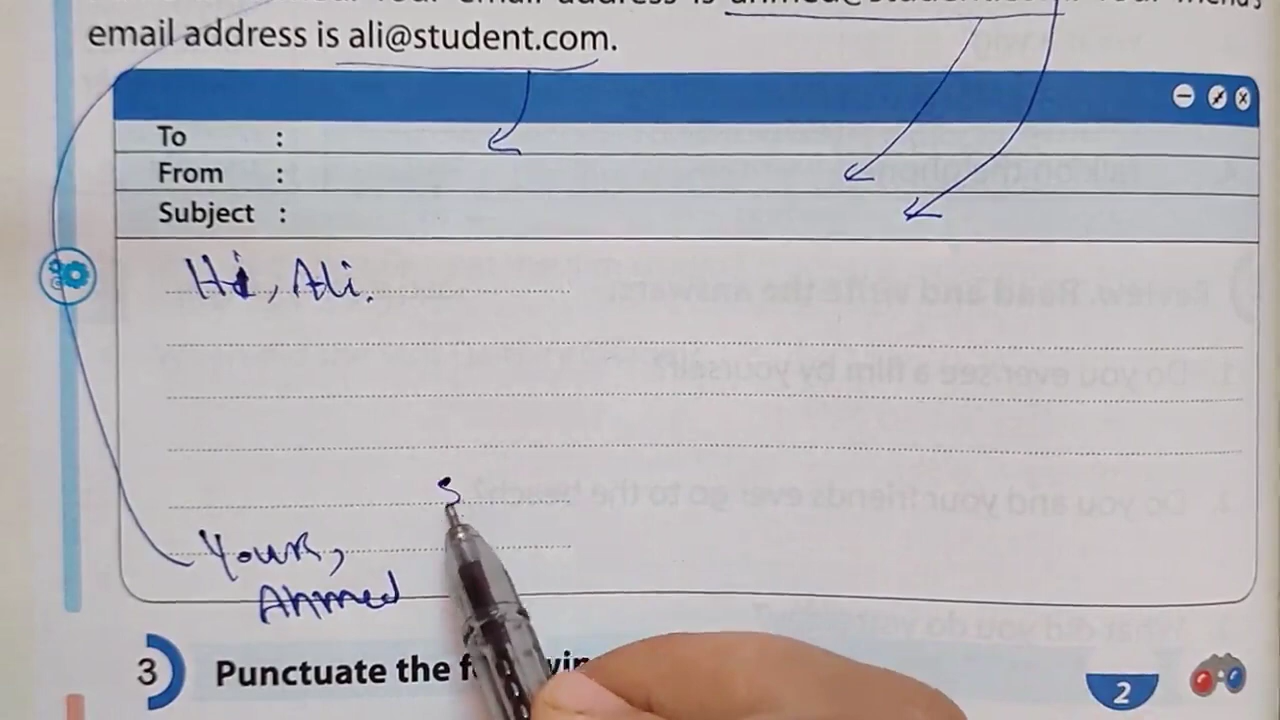 email address is ali@student.com.
To :
From :
Subject :
Hi, Ali.
S
Yours,
Ahmed
3 Punctuate the
2